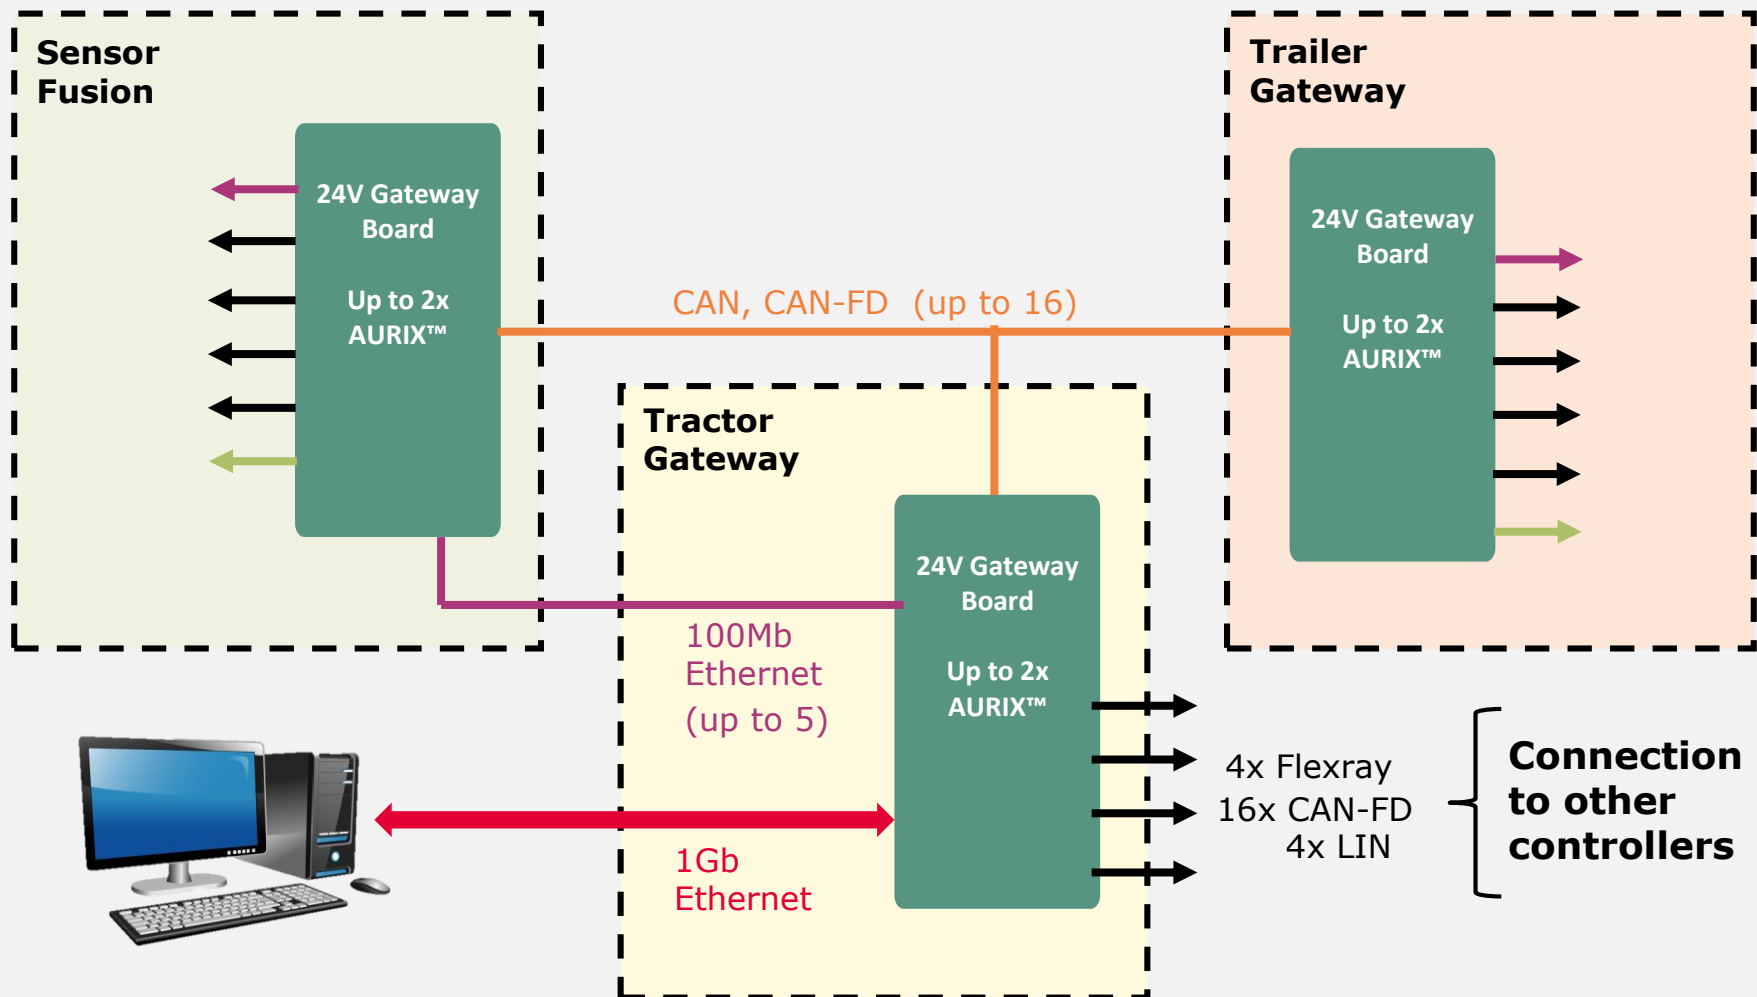 Sensor
Fusion
24V Gateway
Board
Up to 2x
AURIX™
CAN, CAN-FD  (up to 16)
Trailer
Gateway
24V Gateway
Board
Up to 2x
AURIX™
Tractor
Gateway
24V Gateway
Board
Up to 2x
AURIX™
100Mb
Ethernet
(up to 5)
1Gb
Ethernet
4x Flexray
16x CAN-FD
4x LIN
Connection
to other
controllers